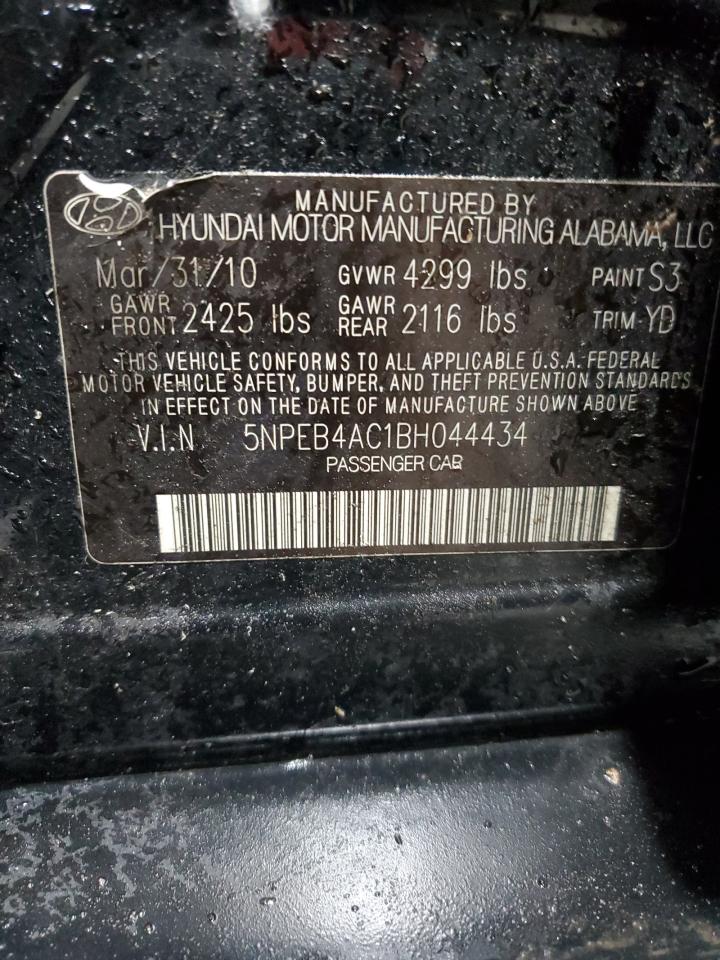 MANUFACTURED BY
HYUNDAI MOTOR MANUFACTURING ALABAMA, LLC
Mar/31/10 GVWR 4299 lbs PAINT S3
GAWR FRONT 2425 lbs GAWR REAR 2116 lbs TRIM YD
THIS VEHICLE CONFORMS TO ALL APPLICABLE U.S.A. FEDERAL
MOTOR VEHICLE SAFETY, BUMPER, AND THEFT PREVENTION STANDARDS
IN EFFECT ON THE DATE OF MANUFACTURE SHOWN ABOVE
V.I.N 5NPEB4AC1BH044434
PASSENGER CAR